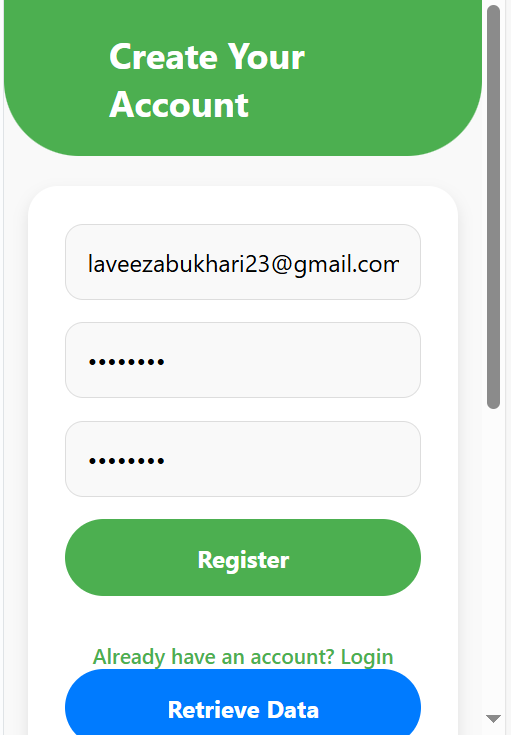 Create Your
Account
laveezabukhari23@gmail.com
••••••••
••••••••
Register
Already have an account? Login
Retrieve Data